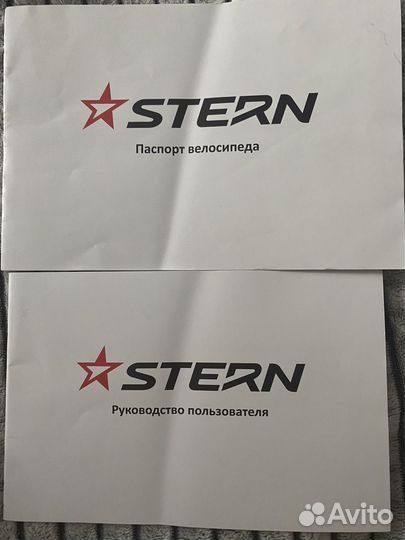 STERN
Паспорт велосипеда
STERN
Руководство пользователя
Avito